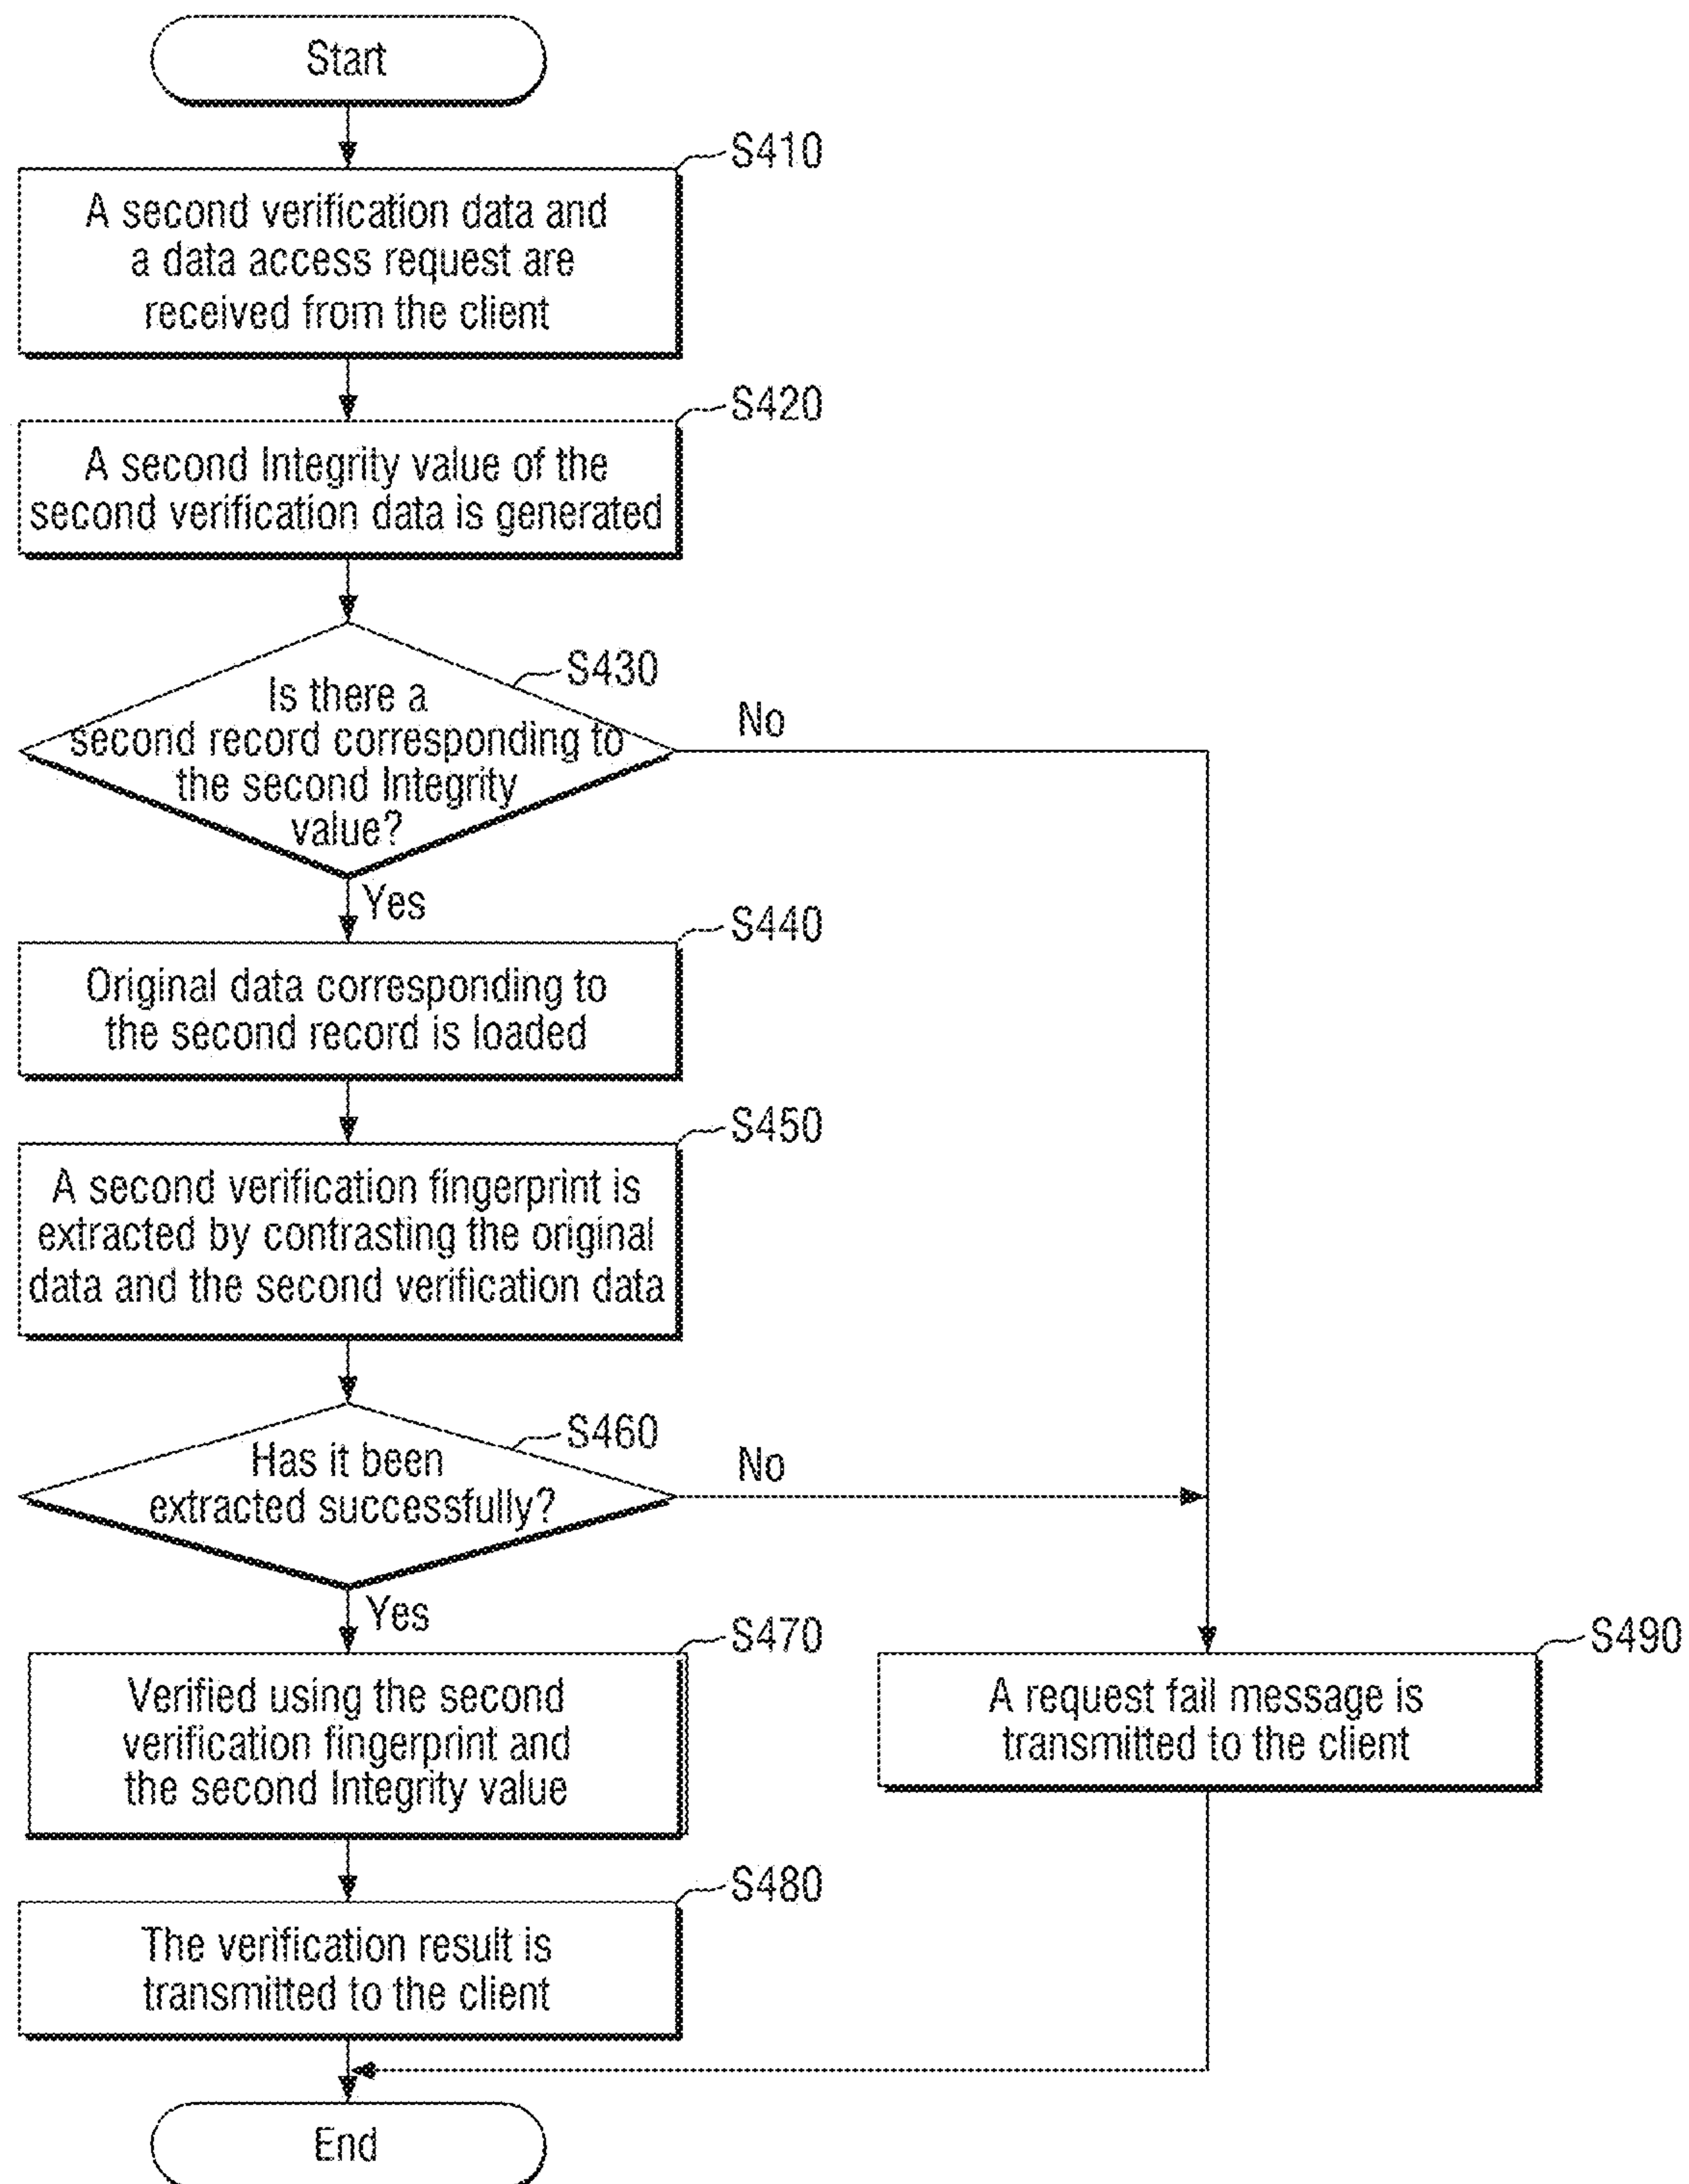 Start
S410
A second verification data and
a data access request are
received from the client
S420
A second Integrity value of the
second verification data is generated
S430
Is there a
second record corresponding to
the second Integrity
value?
No
Yes
S440
Original data corresponding to
the second record is loaded
S450
A second verification fingerprint is
extracted by contrasting the original
data and the second verification data
S460
Has it been
extracted successfully?
No
Yes
S470
Verified using the second
verification fingerprint and
the second Integrity value
S490
A request fail message is
transmitted to the client
S480
The verification result is
transmitted to the client
End